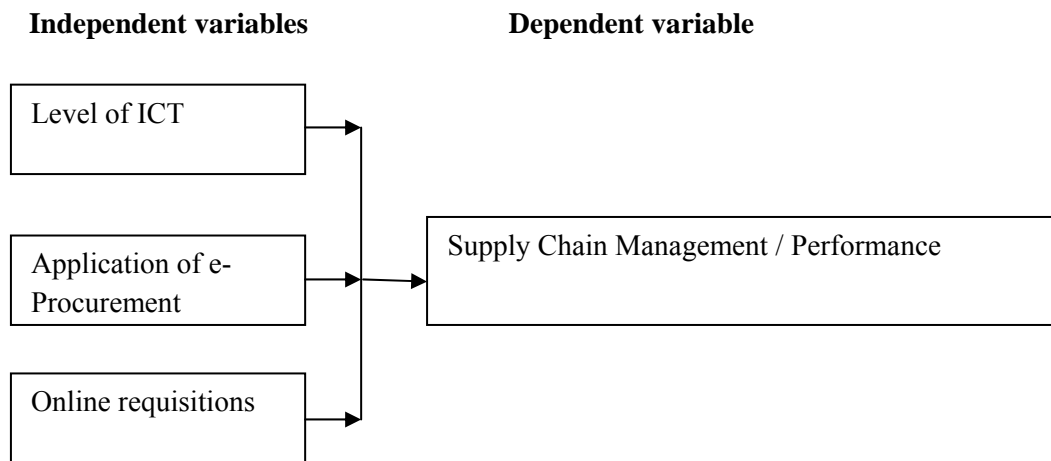 Independent variables
Dependent variable
Level of ICT
Application of e-
Procurement
Supply Chain Management / Performance
Online requisitions